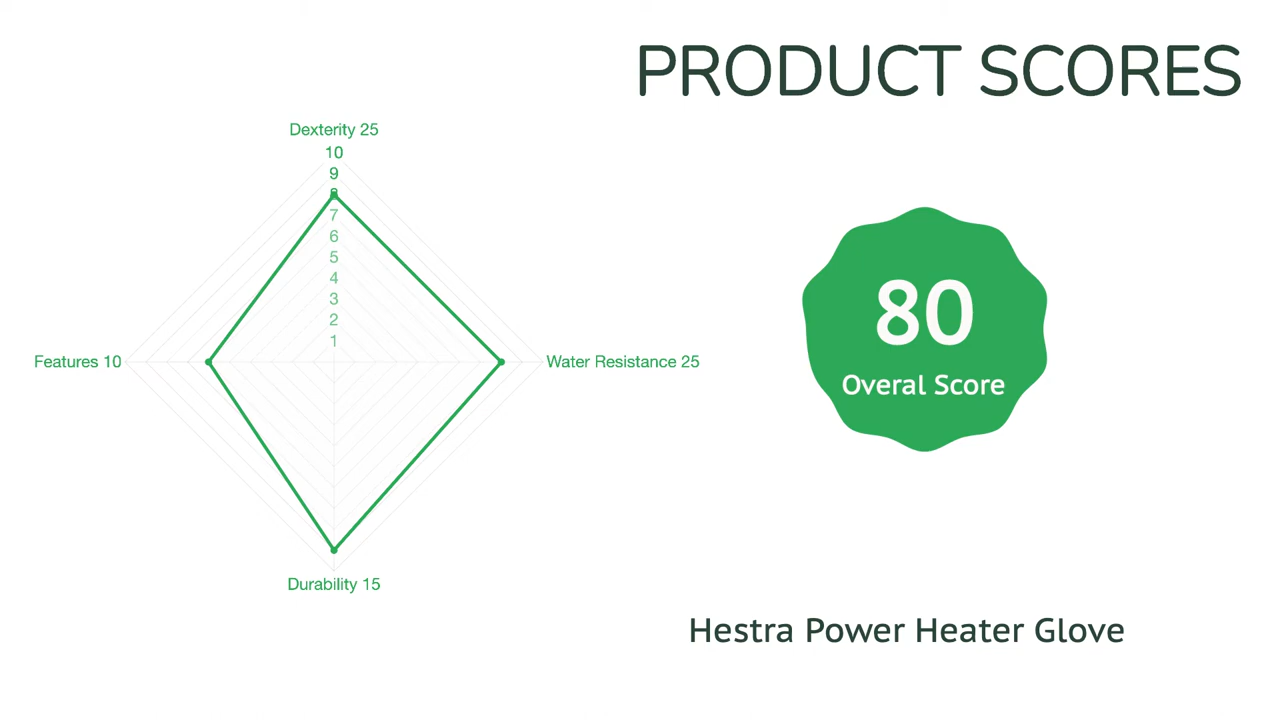 PRODUCT SCORES
Dexterity 25
10
9
8
7
6
5
4
3
2
1
Features 10
Water Resistance 25
Durability 15
80
Overal Score
Hestra Power Heater Glove